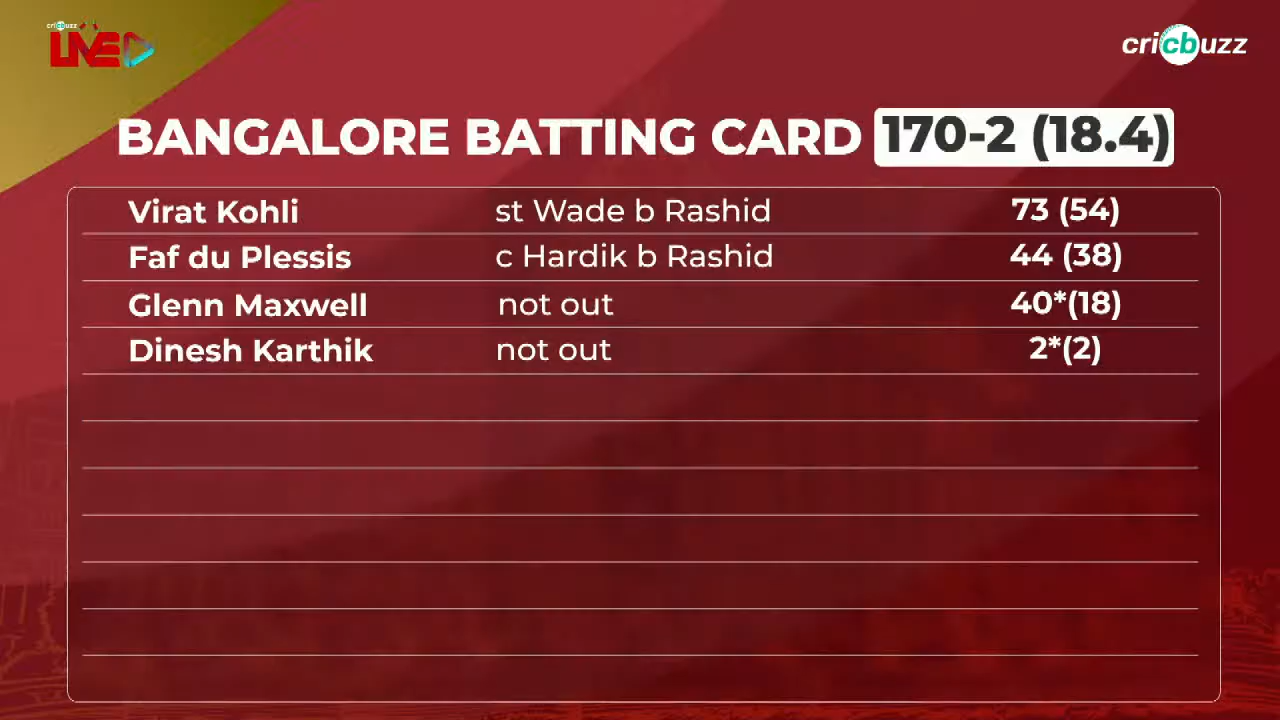 cricbuzz
LIVE
cricbuzz
BANGALORE BATTING CARD 170-2 (18.4)
Virat Kohli st Wade b Rashid 73 (54)
Faf du Plessis c Hardik b Rashid 44 (38)
Glenn Maxwell not out 40*(18)
Dinesh Karthik not out 2*(2)